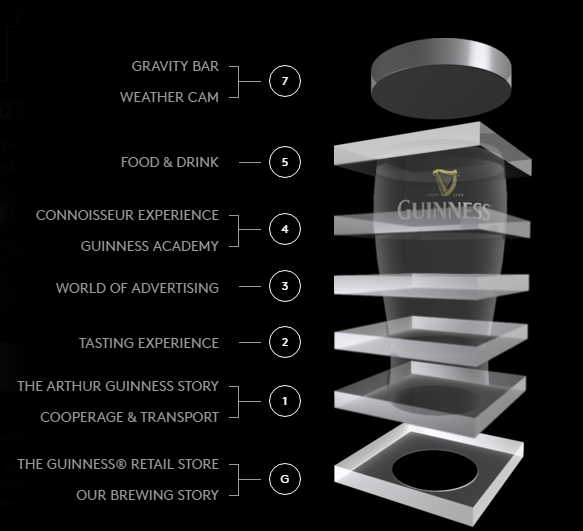 GRAVITY BAR
7
WEATHER CAM
FOOD & DRINK 5
GUINNESS
CONNOISSEUR EXPERIENCE
4
GUINNESS ACADEMY
WORLD OF ADVERTISING 3
TASTING EXPERIENCE 2
THE ARTHUR GUINNESS STORY
1
COOPERAGE & TRANSPORT
THE GUINNESS® RETAIL STORE
G
OUR BREWING STORY